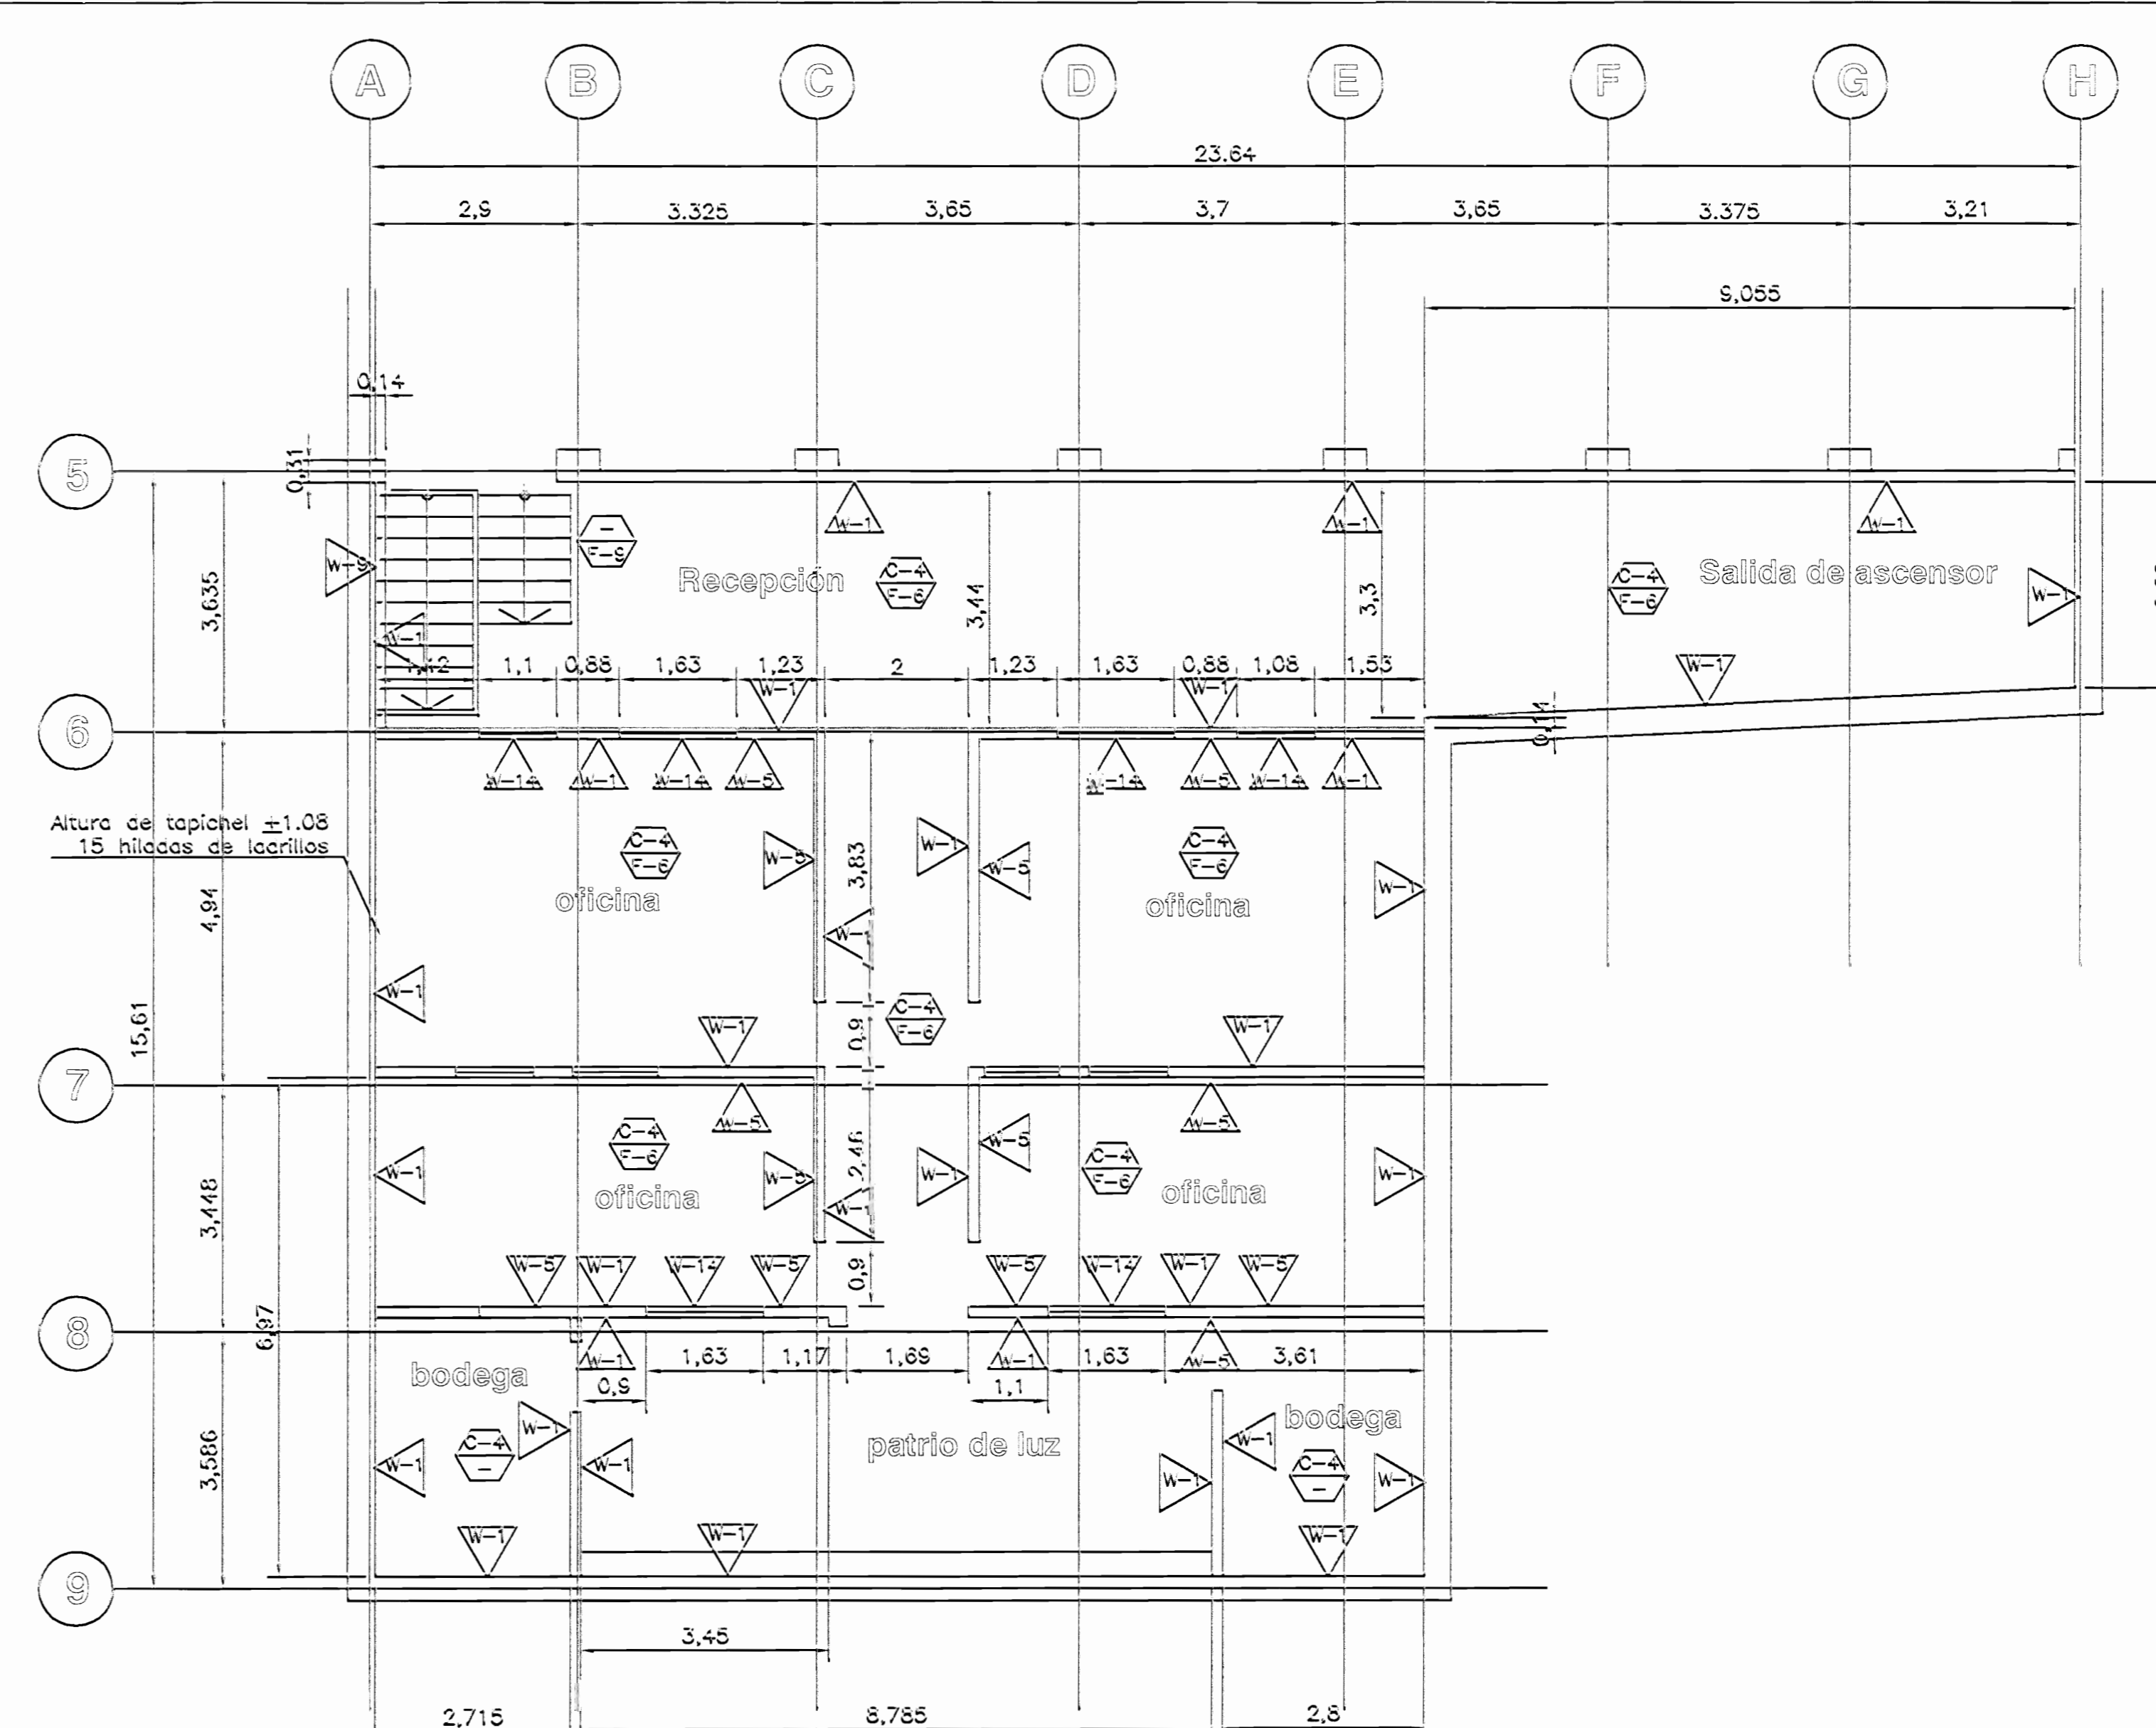 A B C D E F G H
23.64
2,9 3.325 3,65 3,7 3,65 3.375 3,21
9,055
0,14
5
0,31
W-1 W-1 W-1
-
F-9
W-9
Recepción
C-4
F-6
Salida de ascensor
C-4
F-6
W-1
3,635
3,44
3,3
W-1
1,12 1,1 0,88 1,63 1,23 2 1,23 1,63 0,88 1,08 1,53
W-1 W-1 W-1
0,14
6
W-14 W-1 W-14 W-5 W-14 W-5 W-14 W-1
Altura de tapichel ±1.08
15 hiladas de ladrillos
C-4
F-6
C-4
F-6
W-5 W-1 W-5 W-1
3,83
oficina
oficina
4,94
W-1
W-1
C-4
F-6
15,61
0,9
W-1 W-1
7
W-5 W-5
C-4
F-6
C-4
F-6
W-5
W-1 W-5 W-1 W-1
2,46
oficina
oficina
3,448
W-1
W-5 W-1 W-14 W-5 W-5 W-14 W-1 W-5
0,9
6,97
8
W-1 1,63 1,17 1,69 W-1 1,63 W-5 3,61
bodega
0,9 1,1
bodega
patrio de luz
W-1 W-1
C-4
-
C-4
-
W-1 W-1 W-1 W-1
3,586
W-1 W-1 W-1
9
3,45
2,715 8,785 2,8